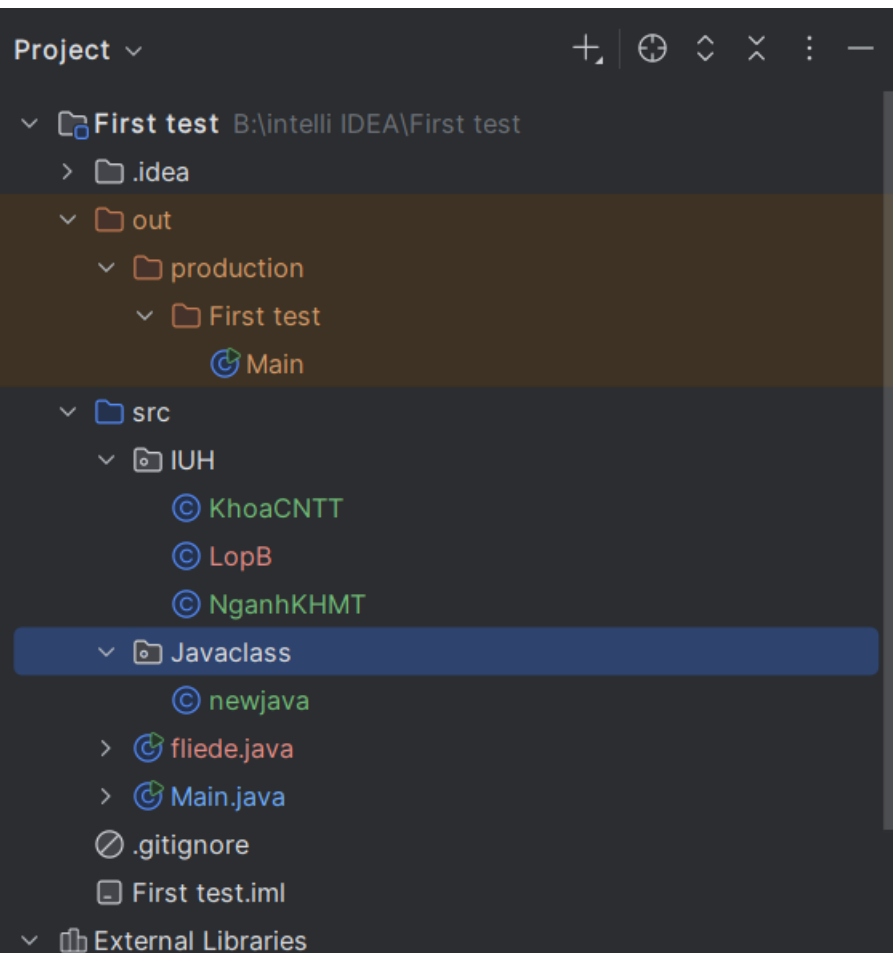 Project
First test B:\intelli IDEA\First test
.idea
out
production
First test
Main
src
IUH
KhoaCNTT
LopB
NganhKHMT
Javaclass
newjava
fliede.java
Main.java
.gitignore
First test.iml
External Libraries